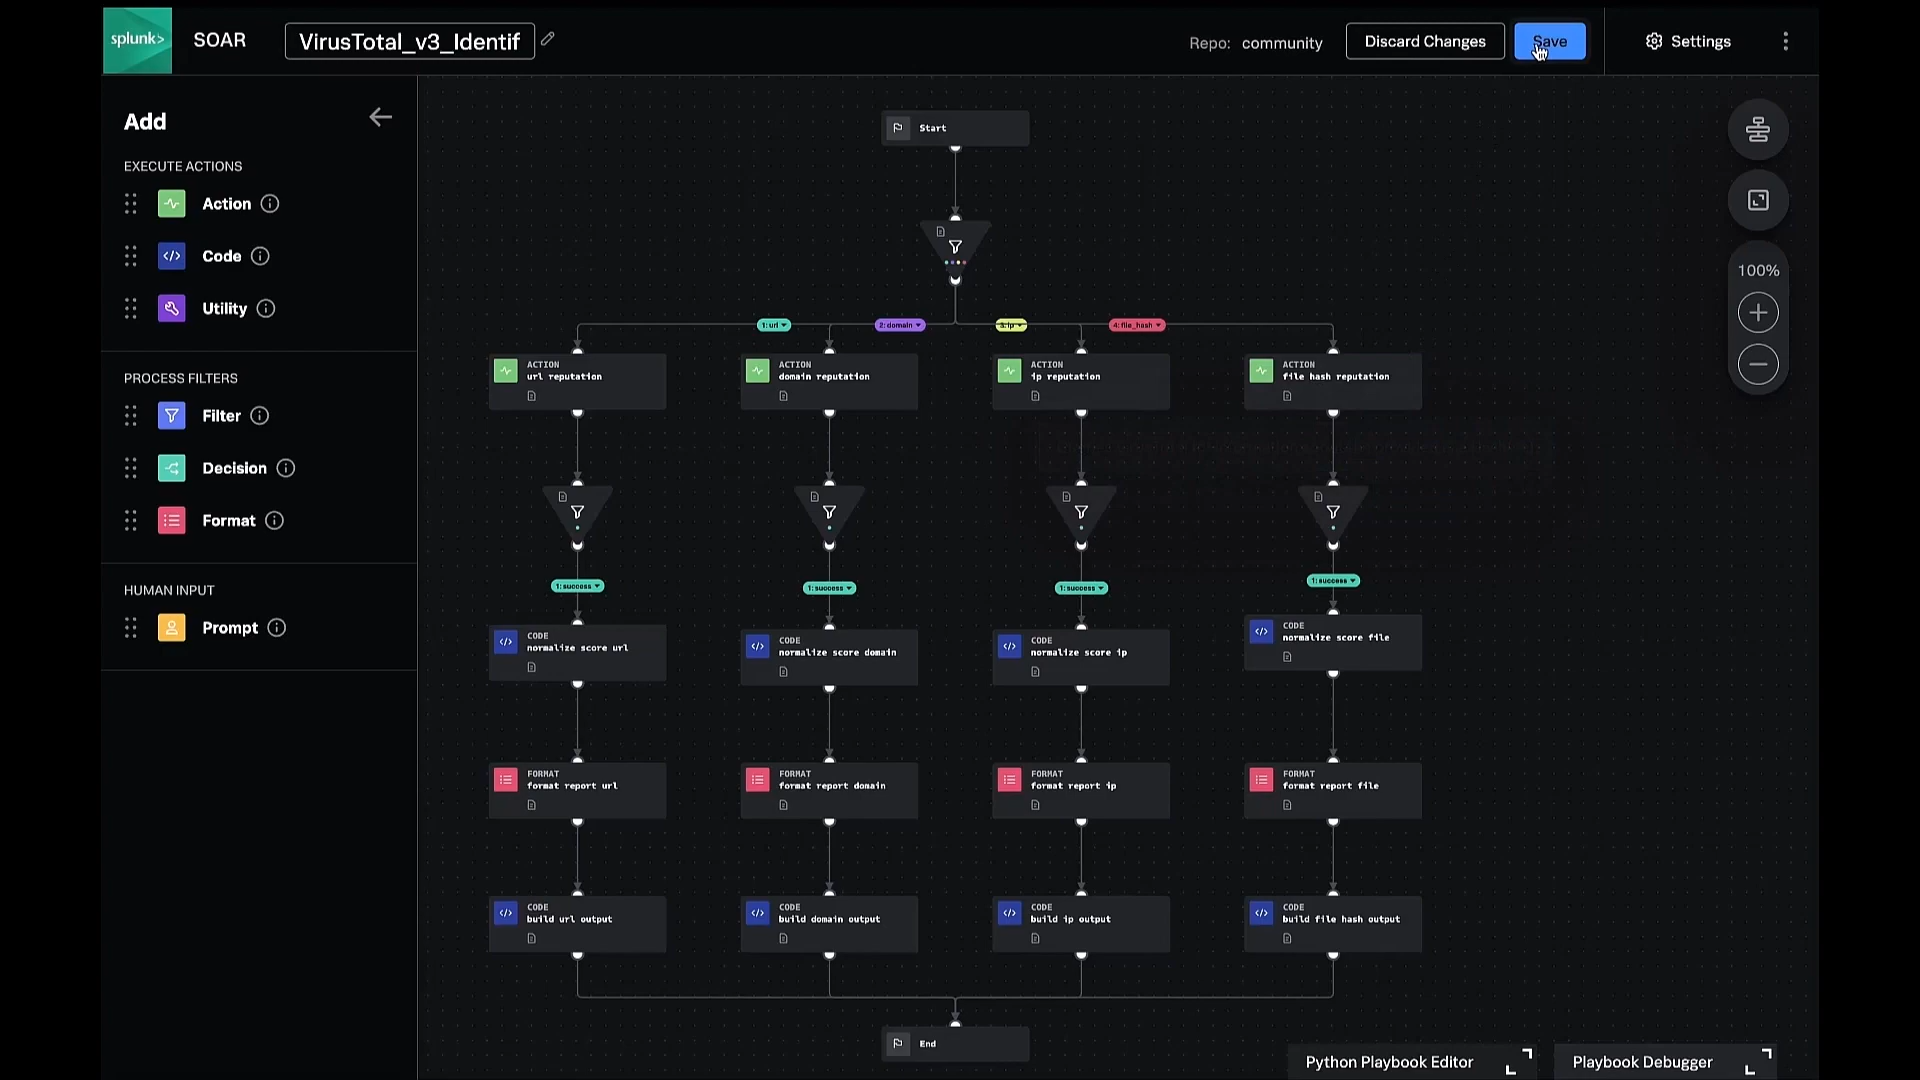 splunk>
SOAR
VirusTotal_v3_Identif
Repo: community
Discard Changes
Save
Settings
Add
EXECUTE ACTIONS
Action
Code
Utility
PROCESS FILTERS
Filter
Decision
Format
HUMAN INPUT
Prompt
Start
100%
1: url
2: domain
3: ip
4: file_hash
ACTION
url reputation
ACTION
domain reputation
ACTION
ip reputation
ACTION
file hash reputation
1: success
1: success
1: success
1: success
CODE
normalize score url
CODE
normalize score domain
CODE
normalize score ip
CODE
normalize score file
FORMAT
format report url
FORMAT
format report domain
FORMAT
format report ip
FORMAT
format report file
CODE
build url output
CODE
build domain output
CODE
build ip output
CODE
build file hash output
End
Python Playbook Editor
Playbook Debugger